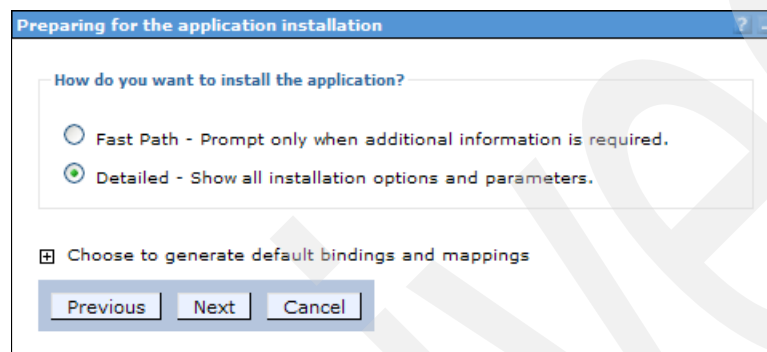 Preparing for the application installation ? -
How do you want to install the application?
Fast Path - Prompt only when additional information is required.
Detailed - Show all installation options and parameters.
Choose to generate default bindings and mappings
Previous Next Cancel